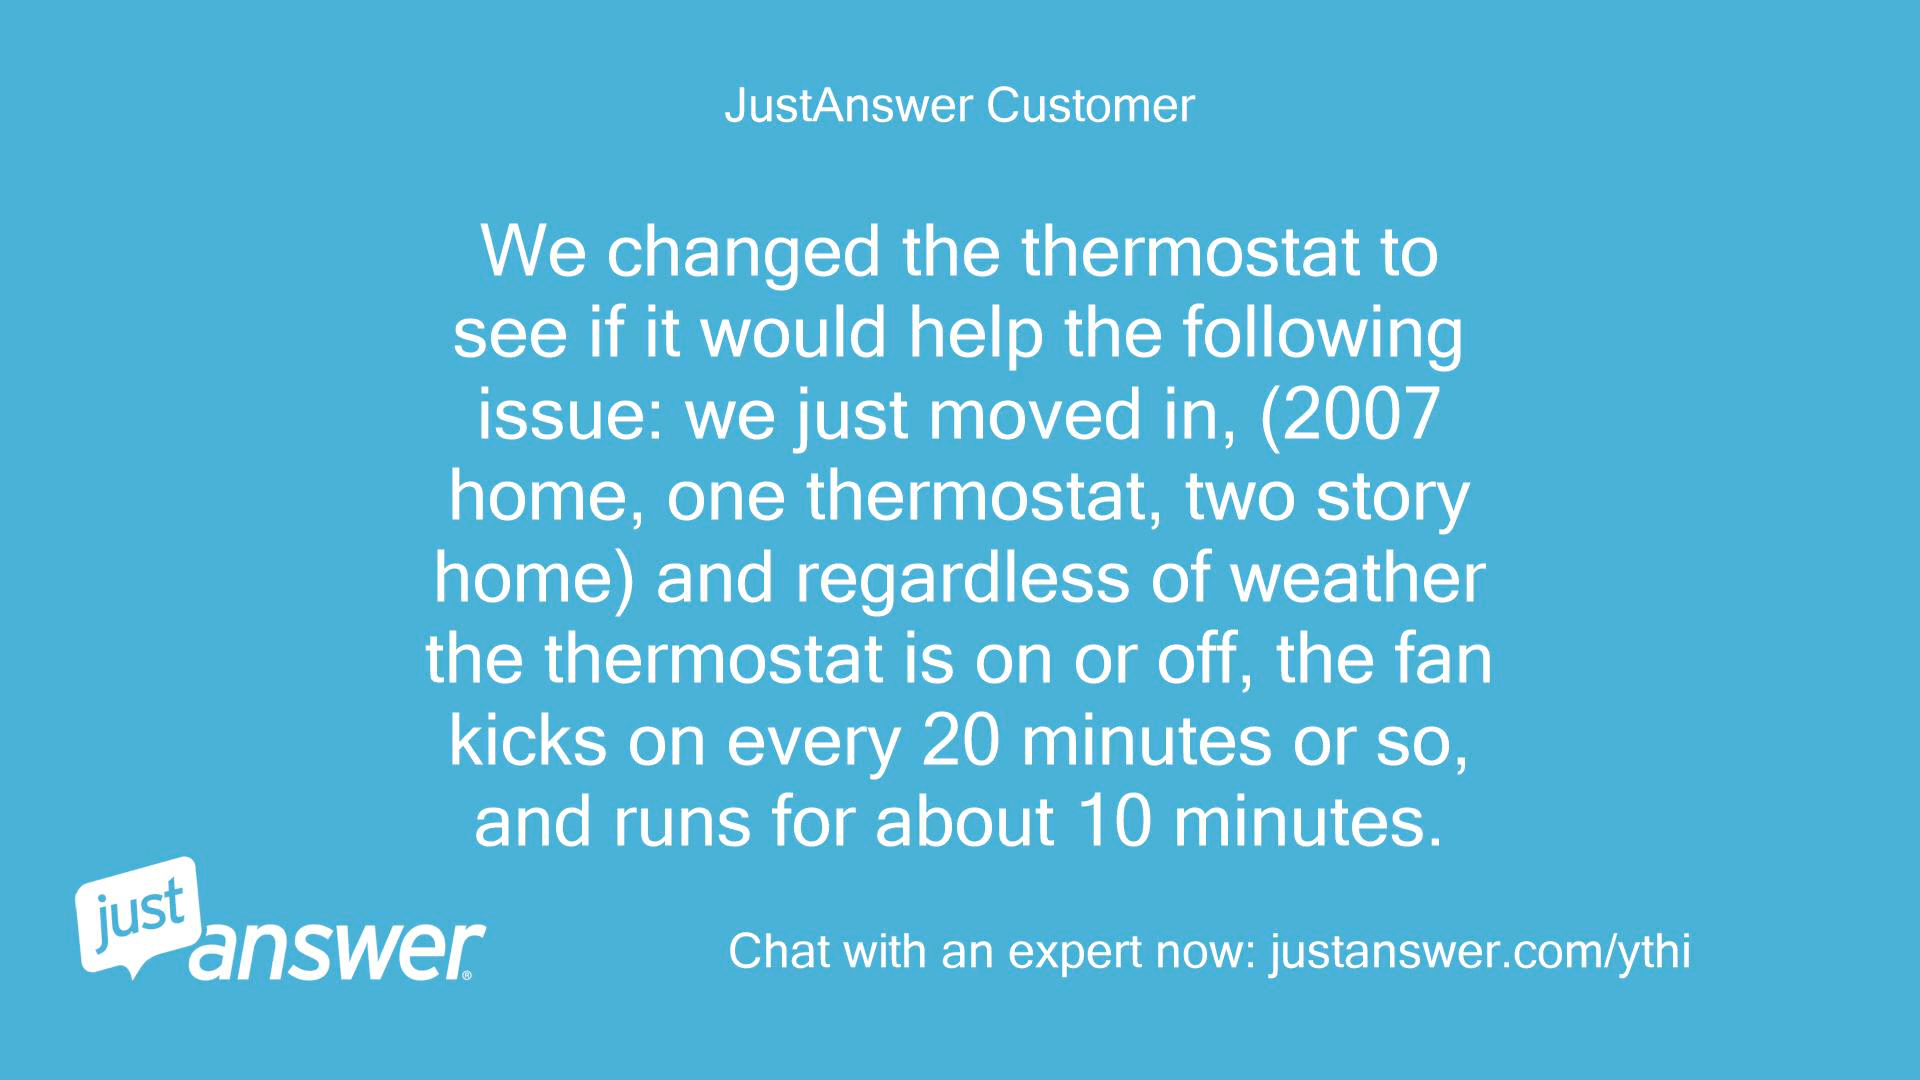 JustAnswer Customer
We changed the thermostat to
see if it would help the following
issue: we just moved in, (2007
home, one thermostat, two story
home) and regardless of weather
the thermostat is on or off, the fan
kicks on every 20 minutes or so,
and runs for about 10 minutes.
just
answer®
Chat with an expert now: justanswer.com/ythi